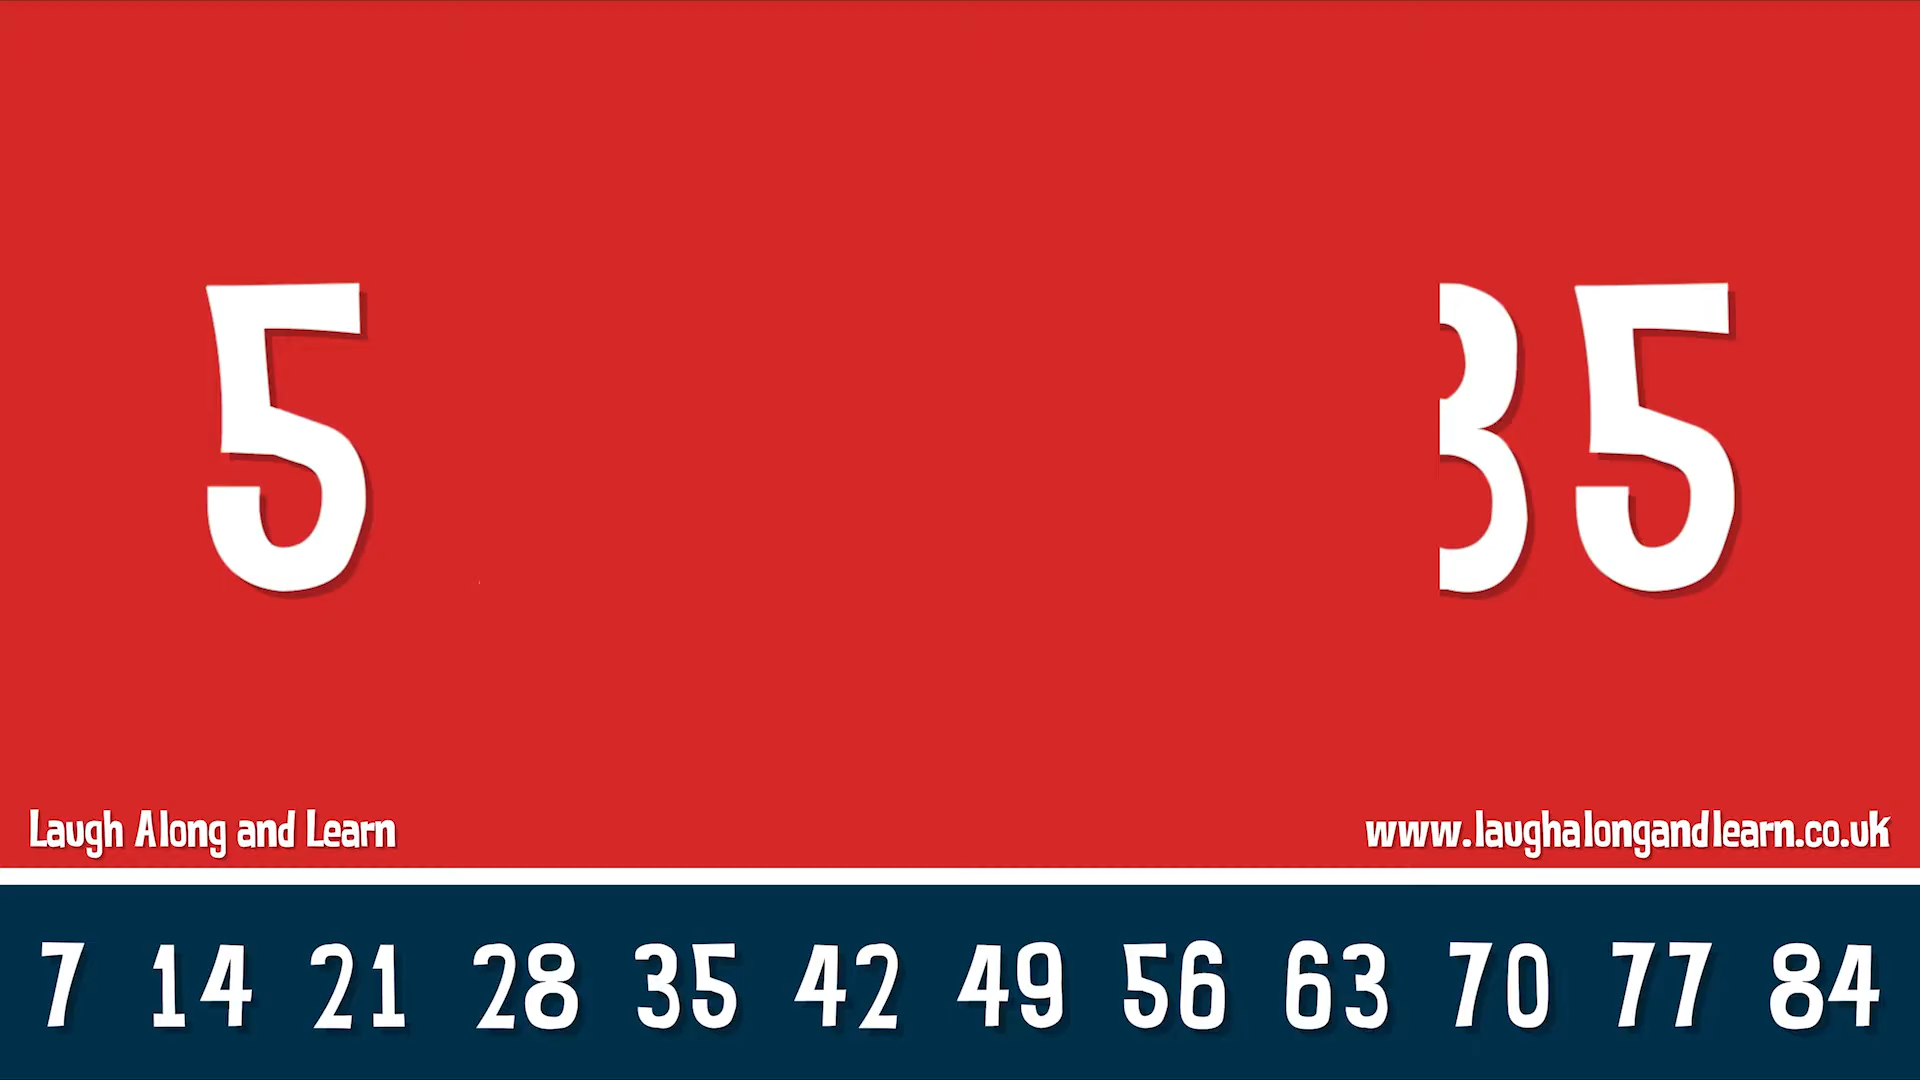 5 35
Laugh Along and Learn
www.laughalongandlearn.co.uk
7 14 21 28 35 42 49 56 63 70 77 84